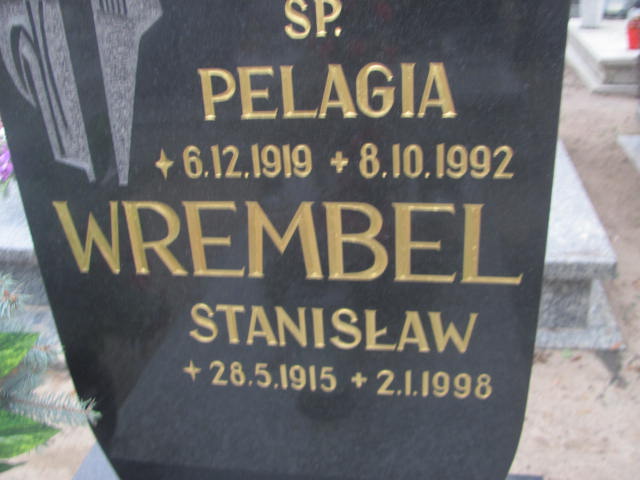 ŚP.
PELAGIA
✦ 6.12.1919 + 8.10.1992
WREMBEL
STANISŁAW
✦ 28.5.1915 + 2.1.1998